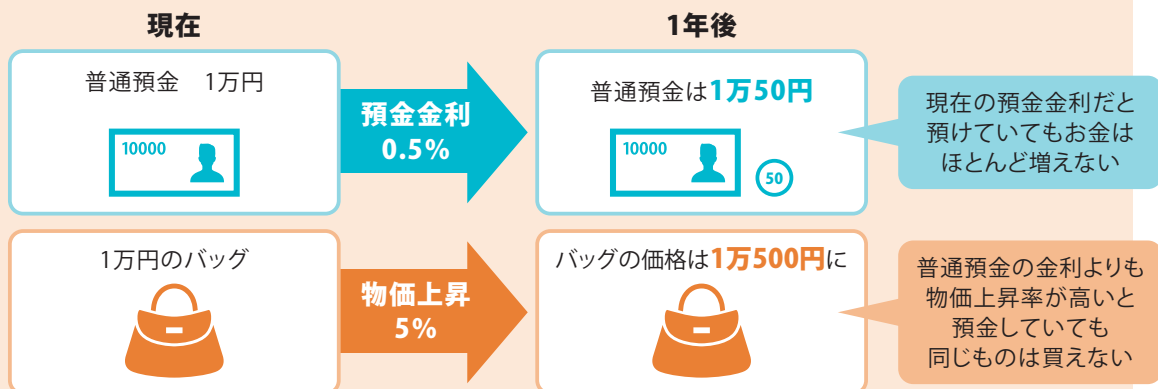 現在
1年後
普通預金　1万円
10000
預金金利
0.5%
普通預金は1万50円
10000
50
現在の預金金利だと
預けていてもお金は
ほとんど増えない
1万円のバッグ
物価上昇
5%
バッグの価格は1万500円に
普通預金の金利よりも
物価上昇率が高いと
預金していても
同じものは買えない